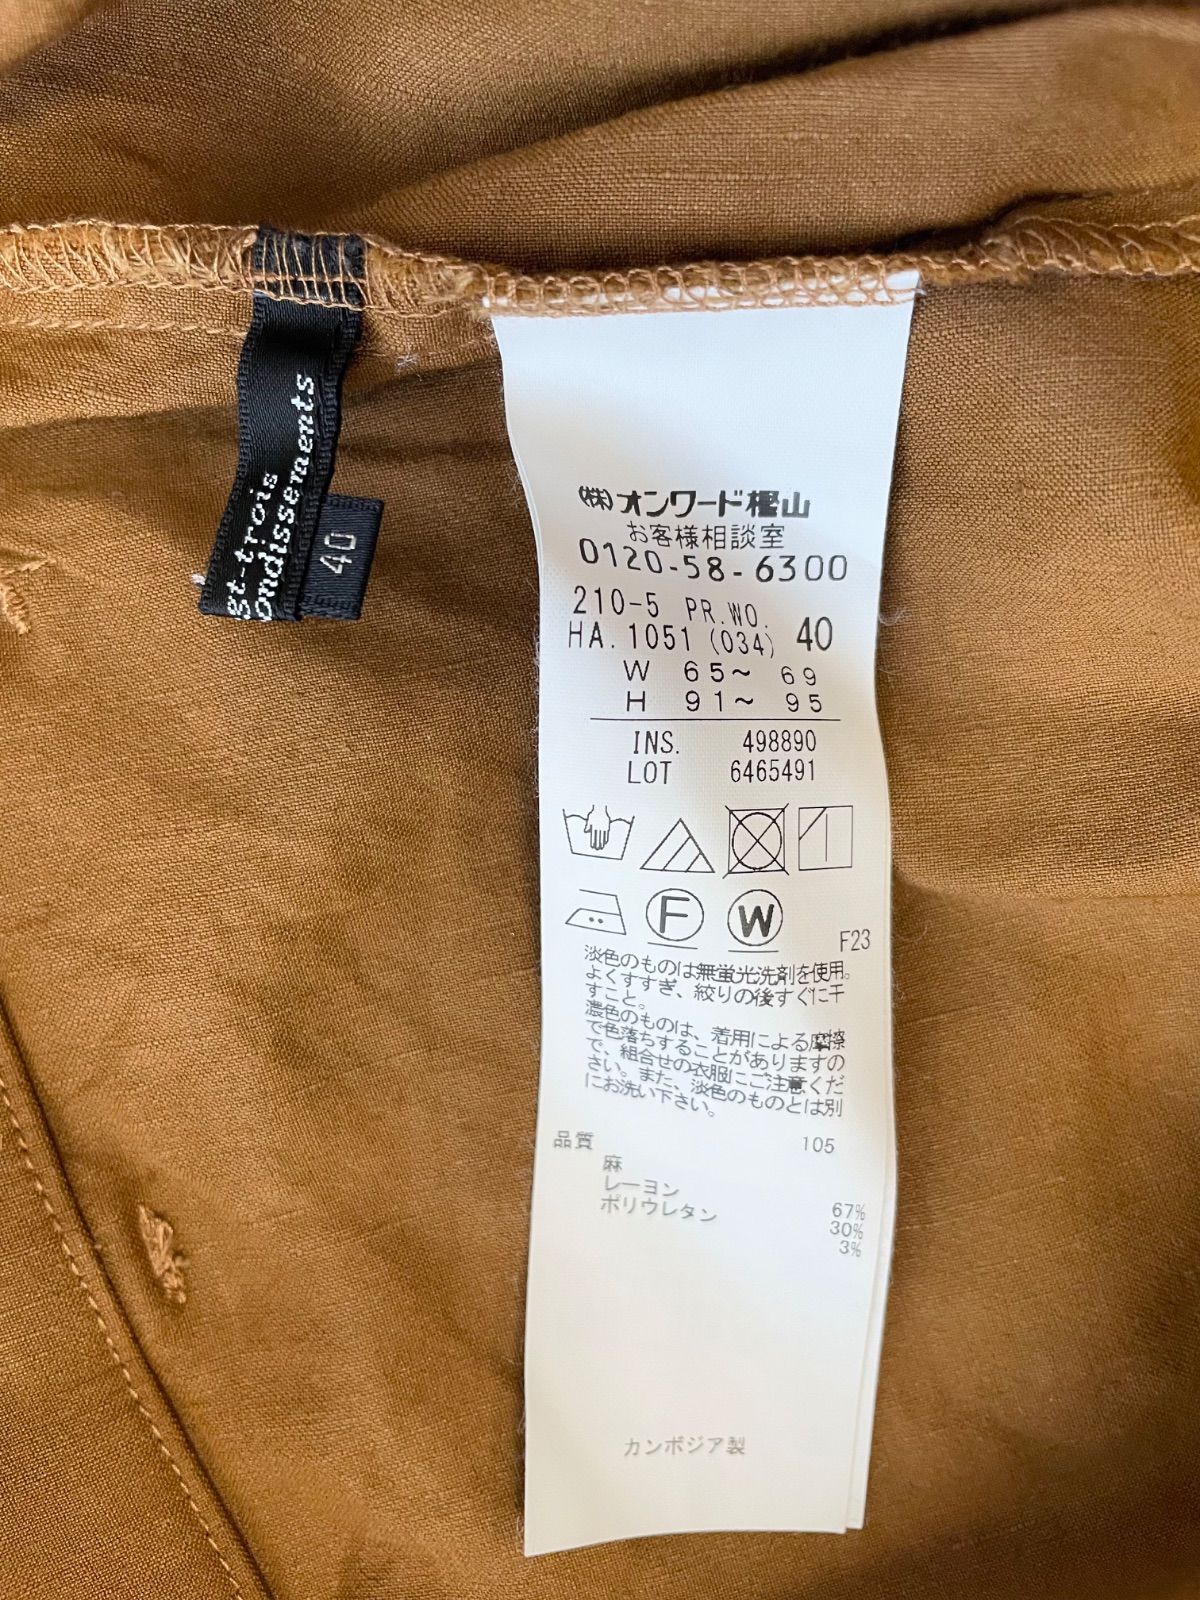 gt-trois
ondissements
40
㈱オンワード樫山
お客様相談室
0120-58-6300
210-5 PR.WO.
HA.1051 (034) 40
W 65~ 69
H 91~ 95
INS. 498890
LOT 6465491
F W
F23
淡色のものは無蛍光洗剤を使用。
よくすすぎ、絞りの後すぐに干
すこと。
濃色のものは、着用による摩擦
で色落ちすることがありますの
で、組合せの衣服にご注意くだ
さい。また、淡色のものとは別
にお洗い下さい。
品質 105
麻 67%
レーヨン 30%
ポリウレタン 3%
カンボジア製